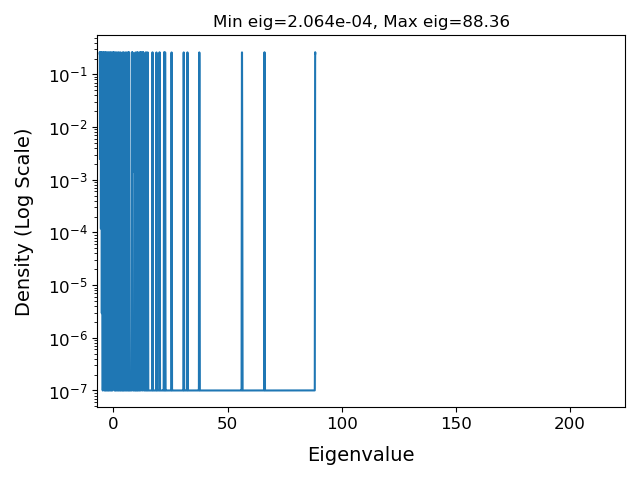 Min eig=2.064e-04, Max eig=88.36
Density (Log Scale)
10⁻¹
10⁻²
10⁻³
10⁻⁴
10⁻⁵
10⁻⁶
10⁻⁷
0 50 100 150 200
Eigenvalue